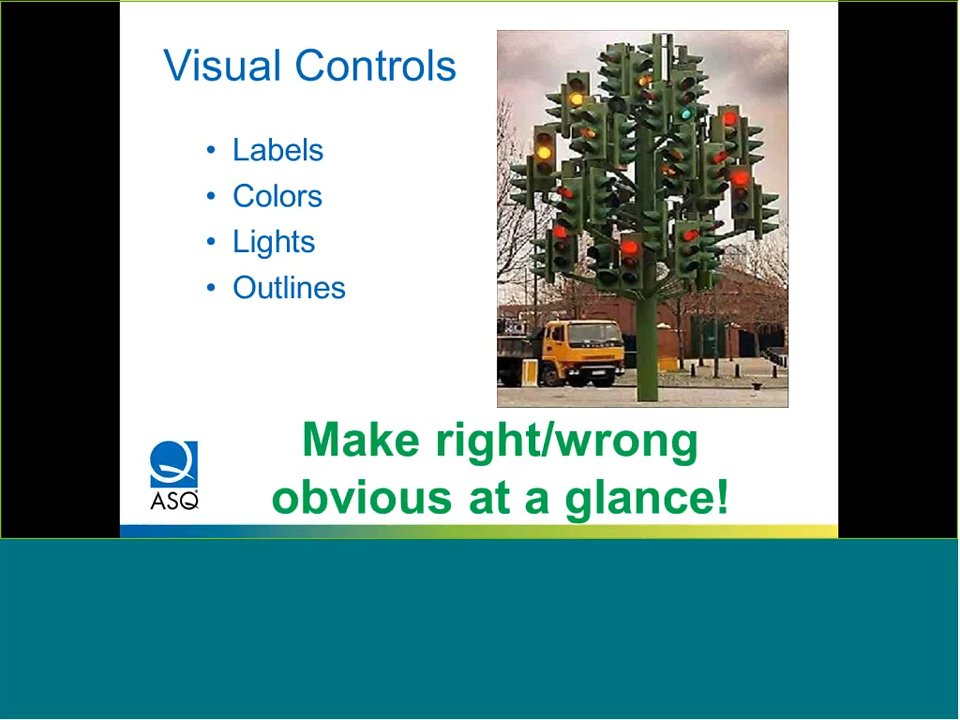 Visual Controls
• Labels
• Colors
• Lights
• Outlines
Make right/wrong
obvious at a glance!
ASQ